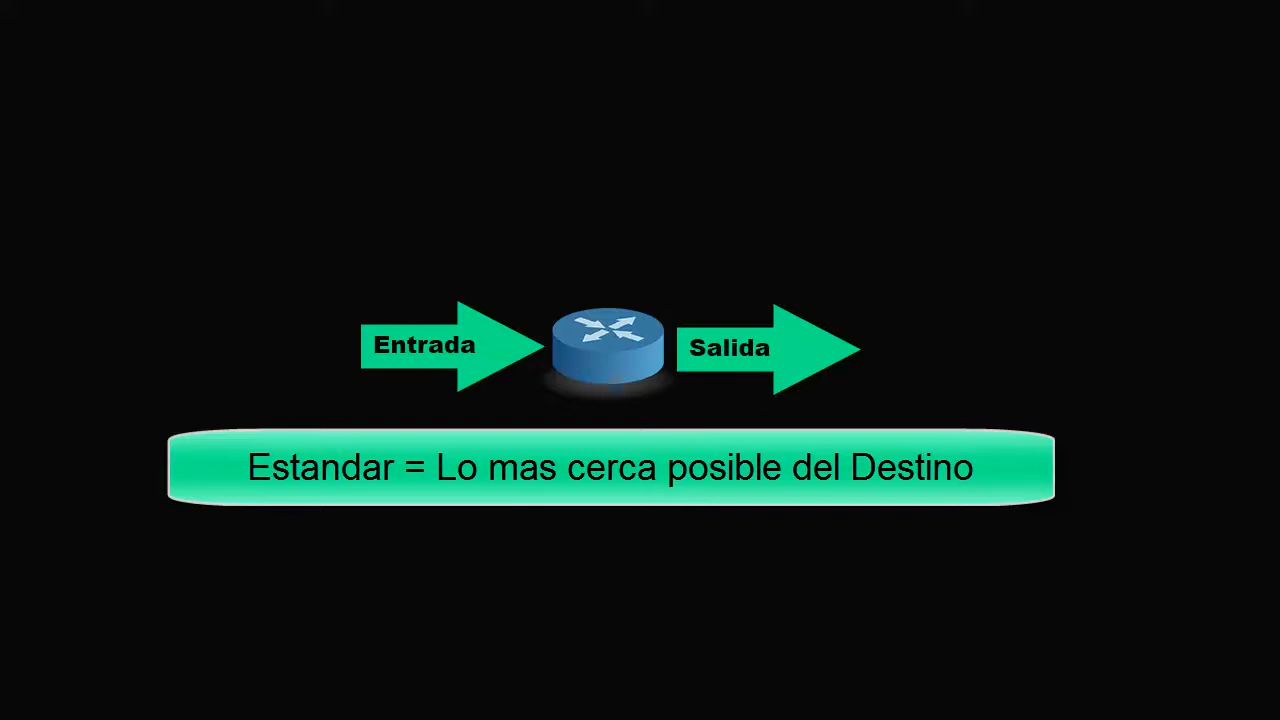 Entrada
Salida
Estandar = Lo mas cerca posible del Destino